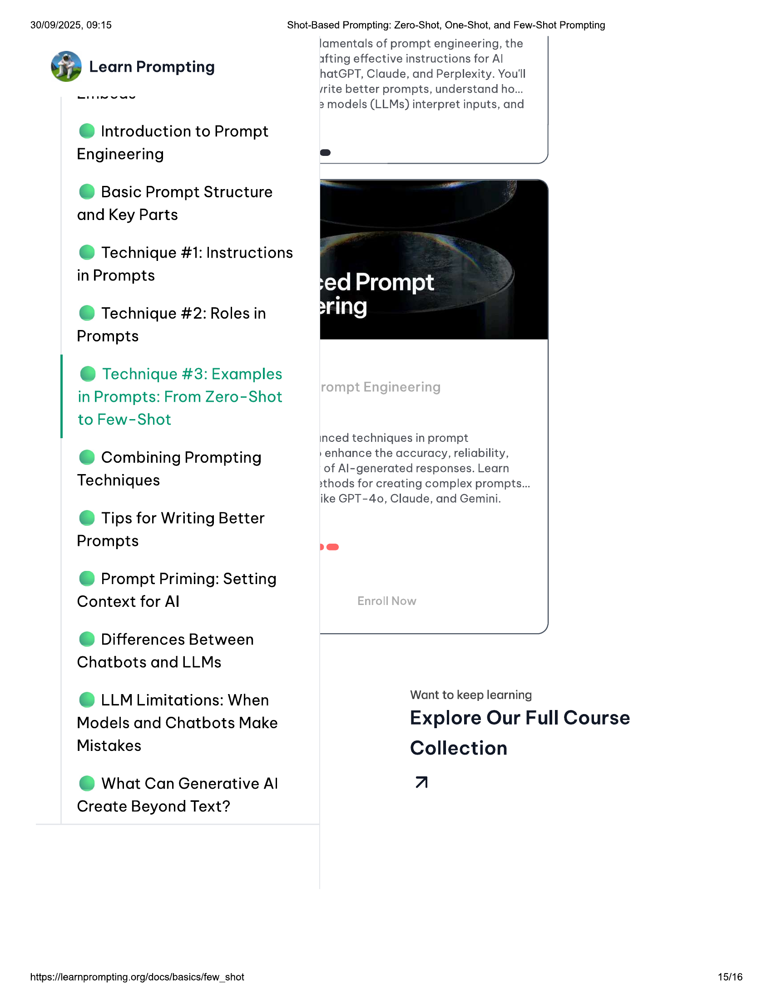 30/09/2025, 09:15
Shot-Based Prompting: Zero-Shot, One-Shot, and Few-Shot Prompting
Learn Prompting
Introduction to Prompt
Engineering
Basic Prompt Structure
and Key Parts
Technique #1: Instructions
in Prompts
Technique #2: Roles in
Prompts
Technique #3: Examples
in Prompts: From Zero-Shot
to Few-Shot
Combining Prompting
Techniques
Tips for Writing Better
Prompts
Prompt Priming: Setting
Context for AI
Differences Between
Chatbots and LLMs
LLM Limitations: When
Models and Chatbots Make
Mistakes
What Can Generative AI
Create Beyond Text?
lamentals of prompt engineering, the
afting effective instructions for AI
hatGPT, Claude, and Perplexity. You'll
write better prompts, understand ho...
e models (LLMs) interpret inputs, and
ced Prompt
ering
rompt Engineering
nced techniques in prompt
enhance the accuracy, reliability,
of AI-generated responses. Learn
ethods for creating complex prompts...
ike GPT-4o, Claude, and Gemini.
Enroll Now
Want to keep learning
Explore Our Full Course
Collection
https://learnprompting.org/docs/basics/few_shot
15/16